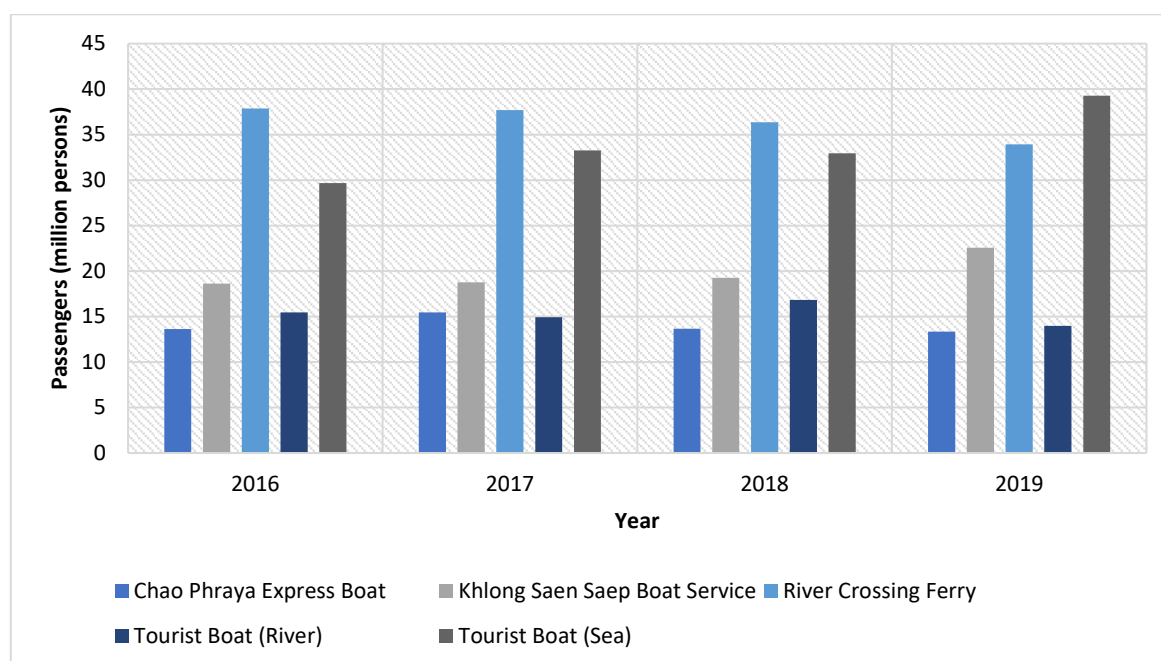 Passengers (million persons)
45
40
35
30
25
20
15
10
5
0
2016 2017 2018 2019
Year
Chao Phraya Express Boat Khlong Saen Saep Boat Service River Crossing Ferry
Tourist Boat (River) Tourist Boat (Sea)